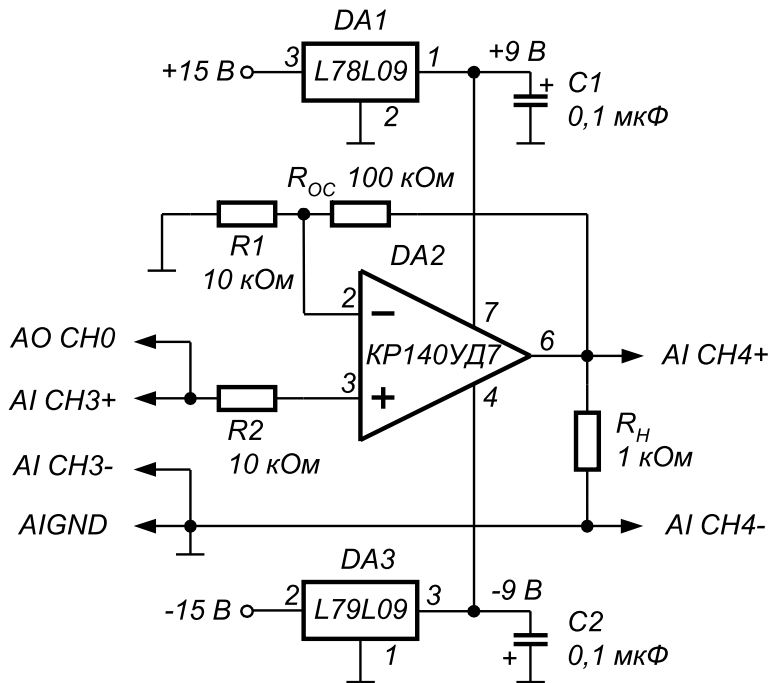 DA1
+15 В
3
L78L09
1
+9 В
2
+
C1
0,1 мкФ
R_OC 100 кОм
R1
10 кОм
DA2
2
−
7
AO CH0
КР140УД7
6
AI CH4+
AI CH3+
3
+
4
R2
10 кОм
R_H
1 кОм
AI CH3-
AIGND
AI CH4-
DA3
-15 В
2
L79L09
3
-9 В
1
+
C2
0,1 мкФ